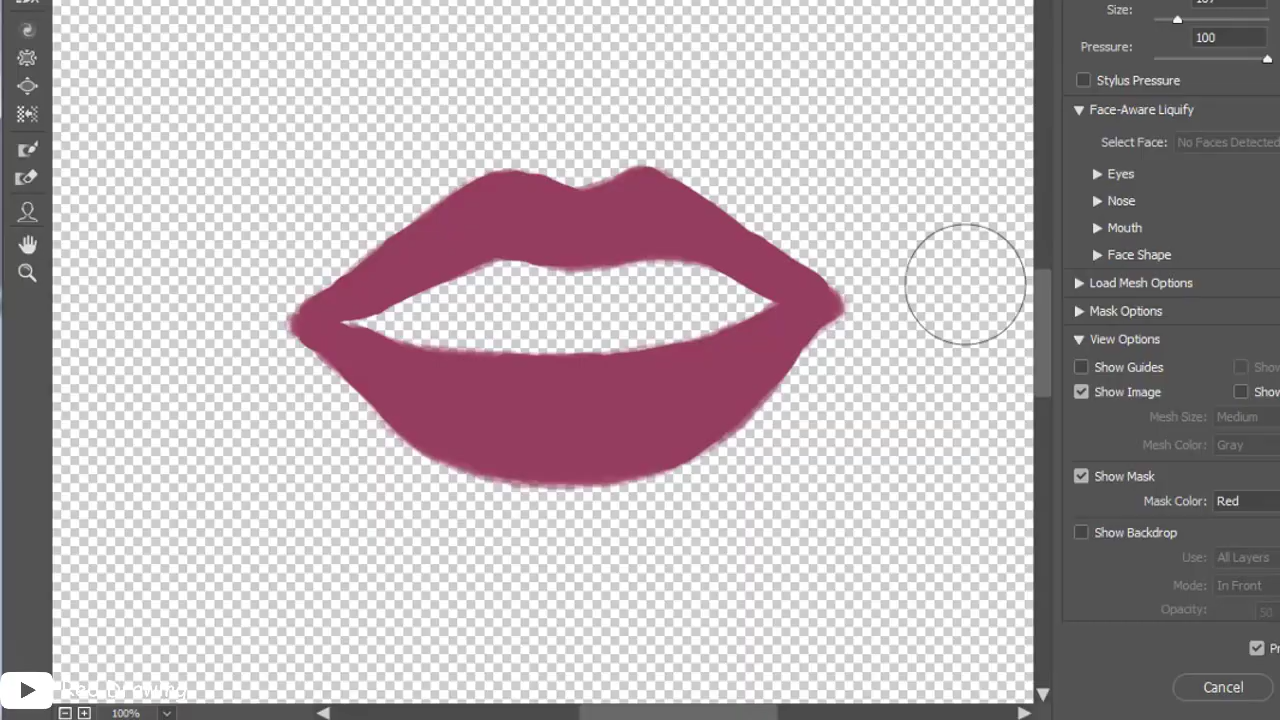 Size:
Pressure:
100
Stylus Pressure
Face-Aware Liquify
Select Face:
No Faces Detected
Eyes
Nose
Mouth
Face Shape
Load Mesh Options
Mask Options
View Options
Show Guides
Show Image
Mesh Size:
Medium
Mesh Color:
Gray
Show Mask
Mask Color:
Red
Show Backdrop
Use:
All Layers
Mode:
In Front
Opacity:
50
Cancel
Drawing
100%